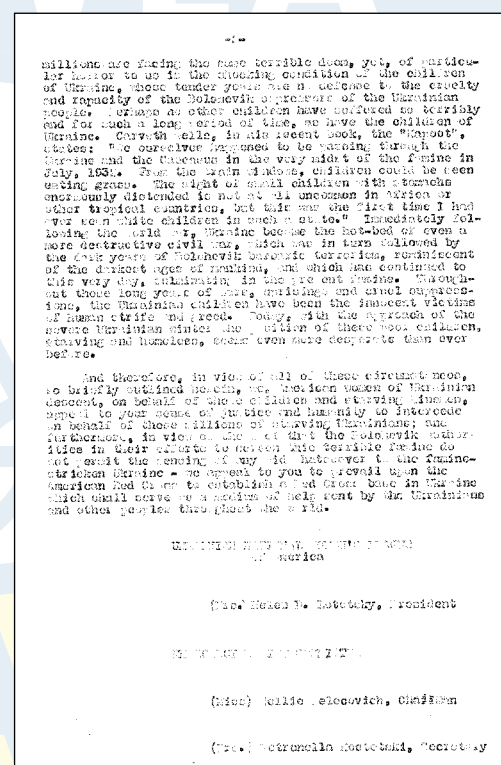 -2-
millions are facing the same terrible doom, yet, of particu-
lar horror to us is the shocking condition of the children
of Ukraine, whose tender years are no defense to the cruelty
and rapacity of the Bolshevik oppressors of the Ukrainian
people. Perhaps no other children have suffered so terribly
and for such a long period of time, as have the children of
Ukraine. Carveth Wells, in his recent book, the "Kapoot",
states: "We ourselves happened to be passing through the
Ukraine and the Caucasus in the very midst of the famine in
July, 1932. From the train windows, children could be seen
eating grass. The sight of small children with stomachs
enormously distended is not at all uncommon in Africa or
other tropical countries, but this was the first time I had
ever seen white children in such a state." Immediately fol-
lowing the World War, Ukraine became the hot-bed of even a
more destructive civil war, which was in turn followed by
the dark years of Bolshevik barbaric terrorism, reminiscent
of the darkest ages of mankind, and which has continued to
this very day, culminating in the present famine. Through-
out those long years of wars, uprisings and cruel suppress-
ions, the Ukrainian children have been the innocent victims
of human strife and greed. Today, with the approach of the
severe Ukrainian winter the position of these poor children,
starving and homeless, seems even more desperate than ever
before.
And therefore, in view of all of these circumstances,
so briefly outlined herein, we, American women of Ukrainian
descent, on behalf of these children and starving kinsmen,
appeal to your sense of justice and humanity to intercede
on behalf of these millions of starving Ukrainians; and
furthermore, in view of the fact that the Bolshevik author-
ities in their efforts to screen this terrible famine do
not permit the sending of any aid whatsoever to the famine-
stricken Ukraine - we appeal to you to prevail upon the
American Red Cross to establish a Red Cross base in Ukraine
which shall serve as a medium of help sent by the Ukrainians
and other peoples throughout the world.
UKRAINIAN NATIONAL WOMEN'S LEAGUE
of America
(Mrs.) Helen D. Lototsky, President
(Miss) Nellie Pelecovich, Chairman
(Mrs.) Petronella Secretary